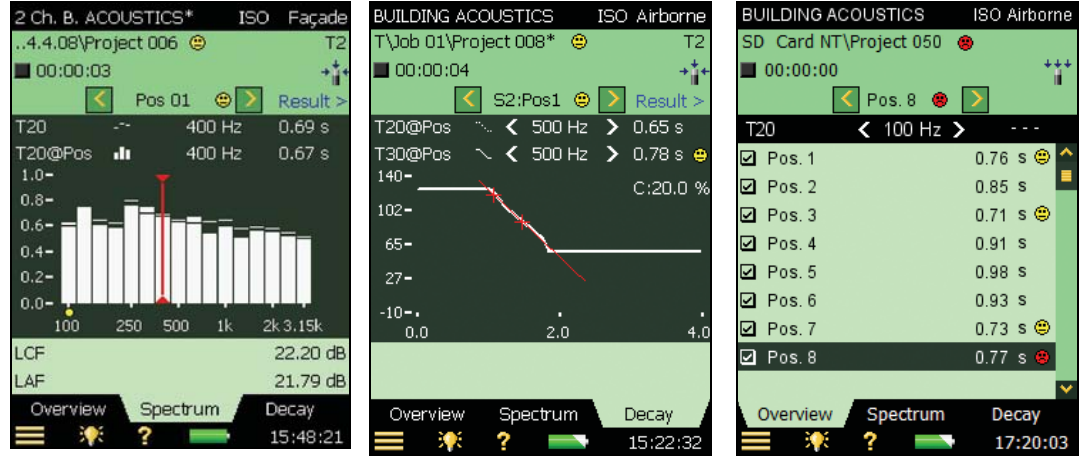 2 Ch. B. ACOUSTICS* ISO Façade
..4.4.08\Project 006 T2
00:00:03
< Pos 01 > Result >
T20 400 Hz 0.69 s
T20@Pos 400 Hz 0.67 s
1.0
0.8
0.6
0.4
0.2
0.0
100 250 500 1k 2k 3.15k
LCF 22.20 dB
LAF 21.79 dB
Overview Spectrum Decay
? 15:48:21
BUILDING ACOUSTICS ISO Airborne
T\Job 01\Project 008* T2
00:00:04
< S2:Pos1 > Result >
T20@Pos < 500 Hz > 0.65 s
T30@Pos < 500 Hz > 0.78 s
140
C:20.0 %
102
65
27
-10
0.0 2.0 4.0
Overview Spectrum Decay
? 15:22:32
BUILDING ACOUSTICS ISO Airborne
SD Card NT\Project 050
00:00:00
< Pos. 8 >
T20 < 100 Hz > ---
Pos. 1 0.76 s
Pos. 2 0.85 s
Pos. 3 0.71 s
Pos. 4 0.91 s
Pos. 5 0.98 s
Pos. 6 0.93 s
Pos. 7 0.73 s
Pos. 8 0.77 s
Overview Spectrum Decay
? 17:20:03